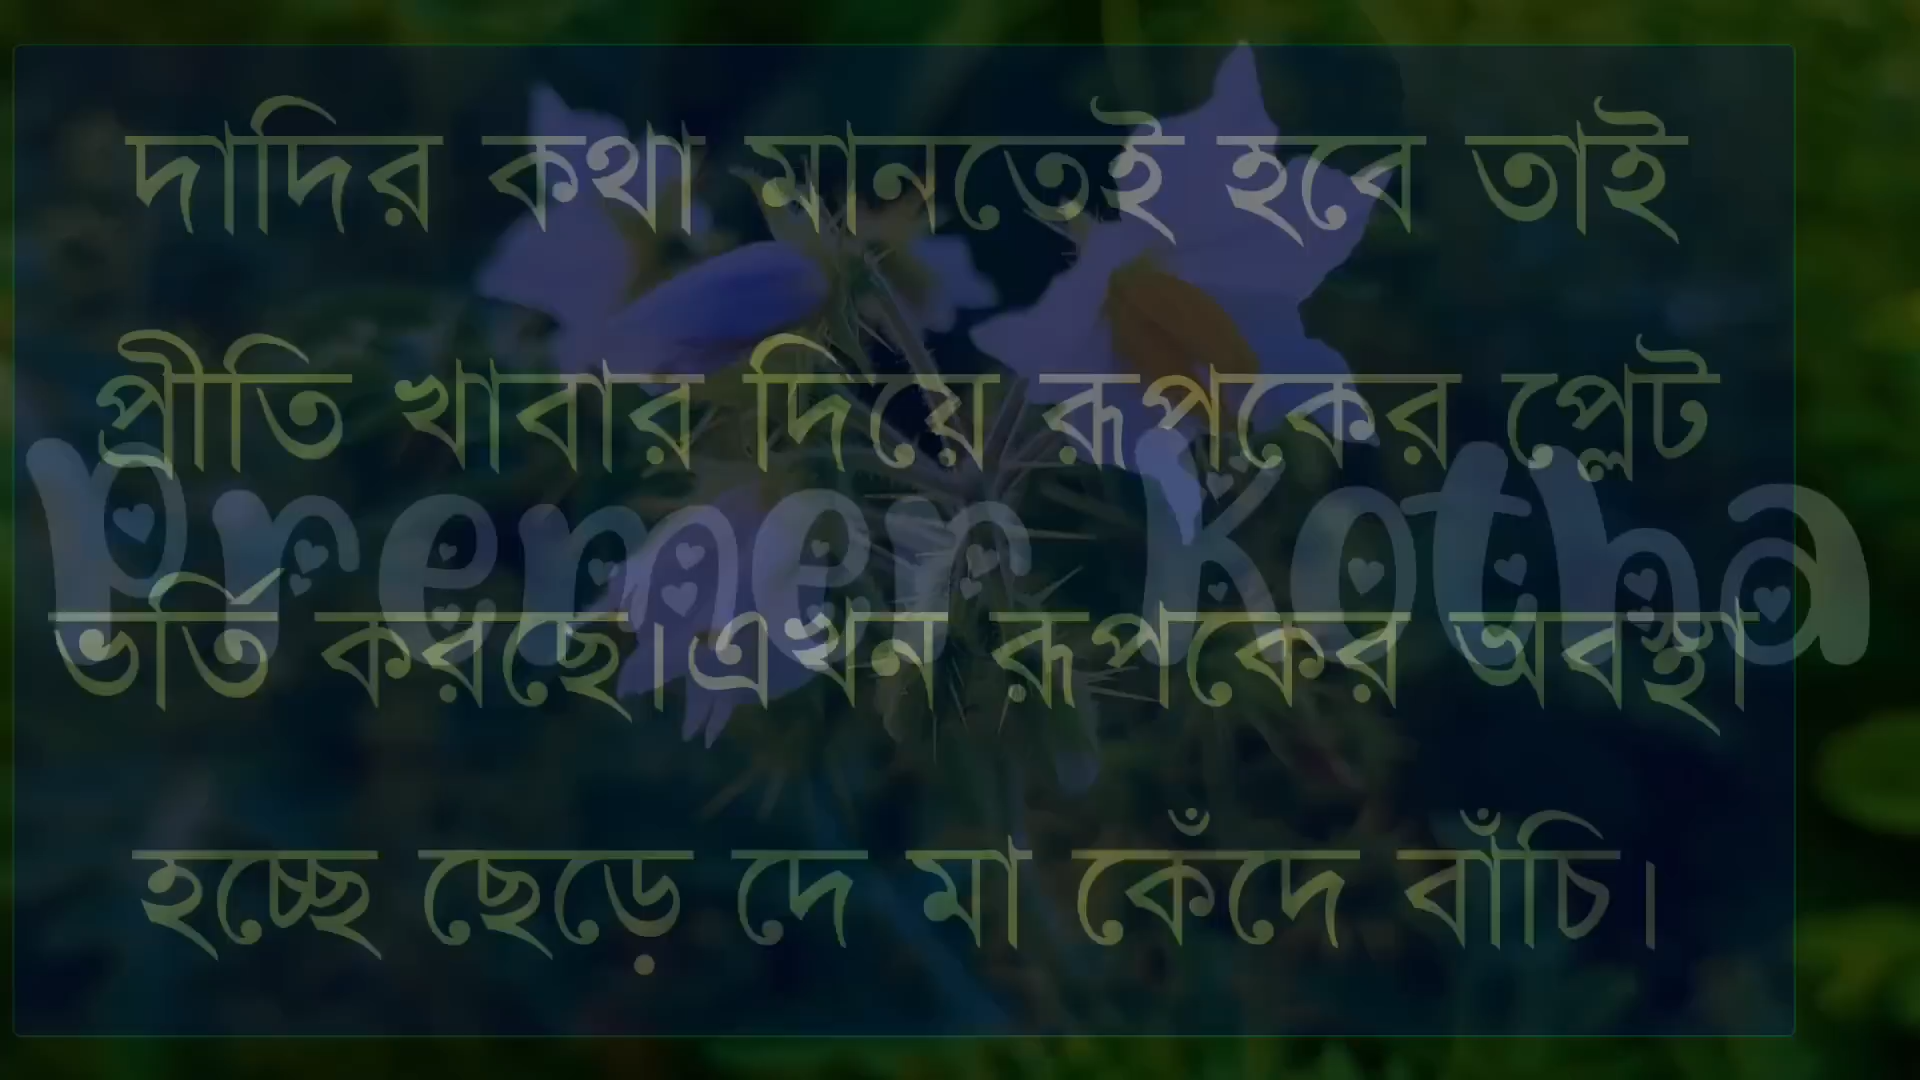 দাদির কথা মানতেই হবে তাই
প্রীতি খাবার দিয়ে রূপকের প্লেট
Premer Kotha
ভর্তি করছে।এখন রূপকের অবস্থা
হচ্ছে ছেড়ে দে মা কেঁদে বাঁচি।